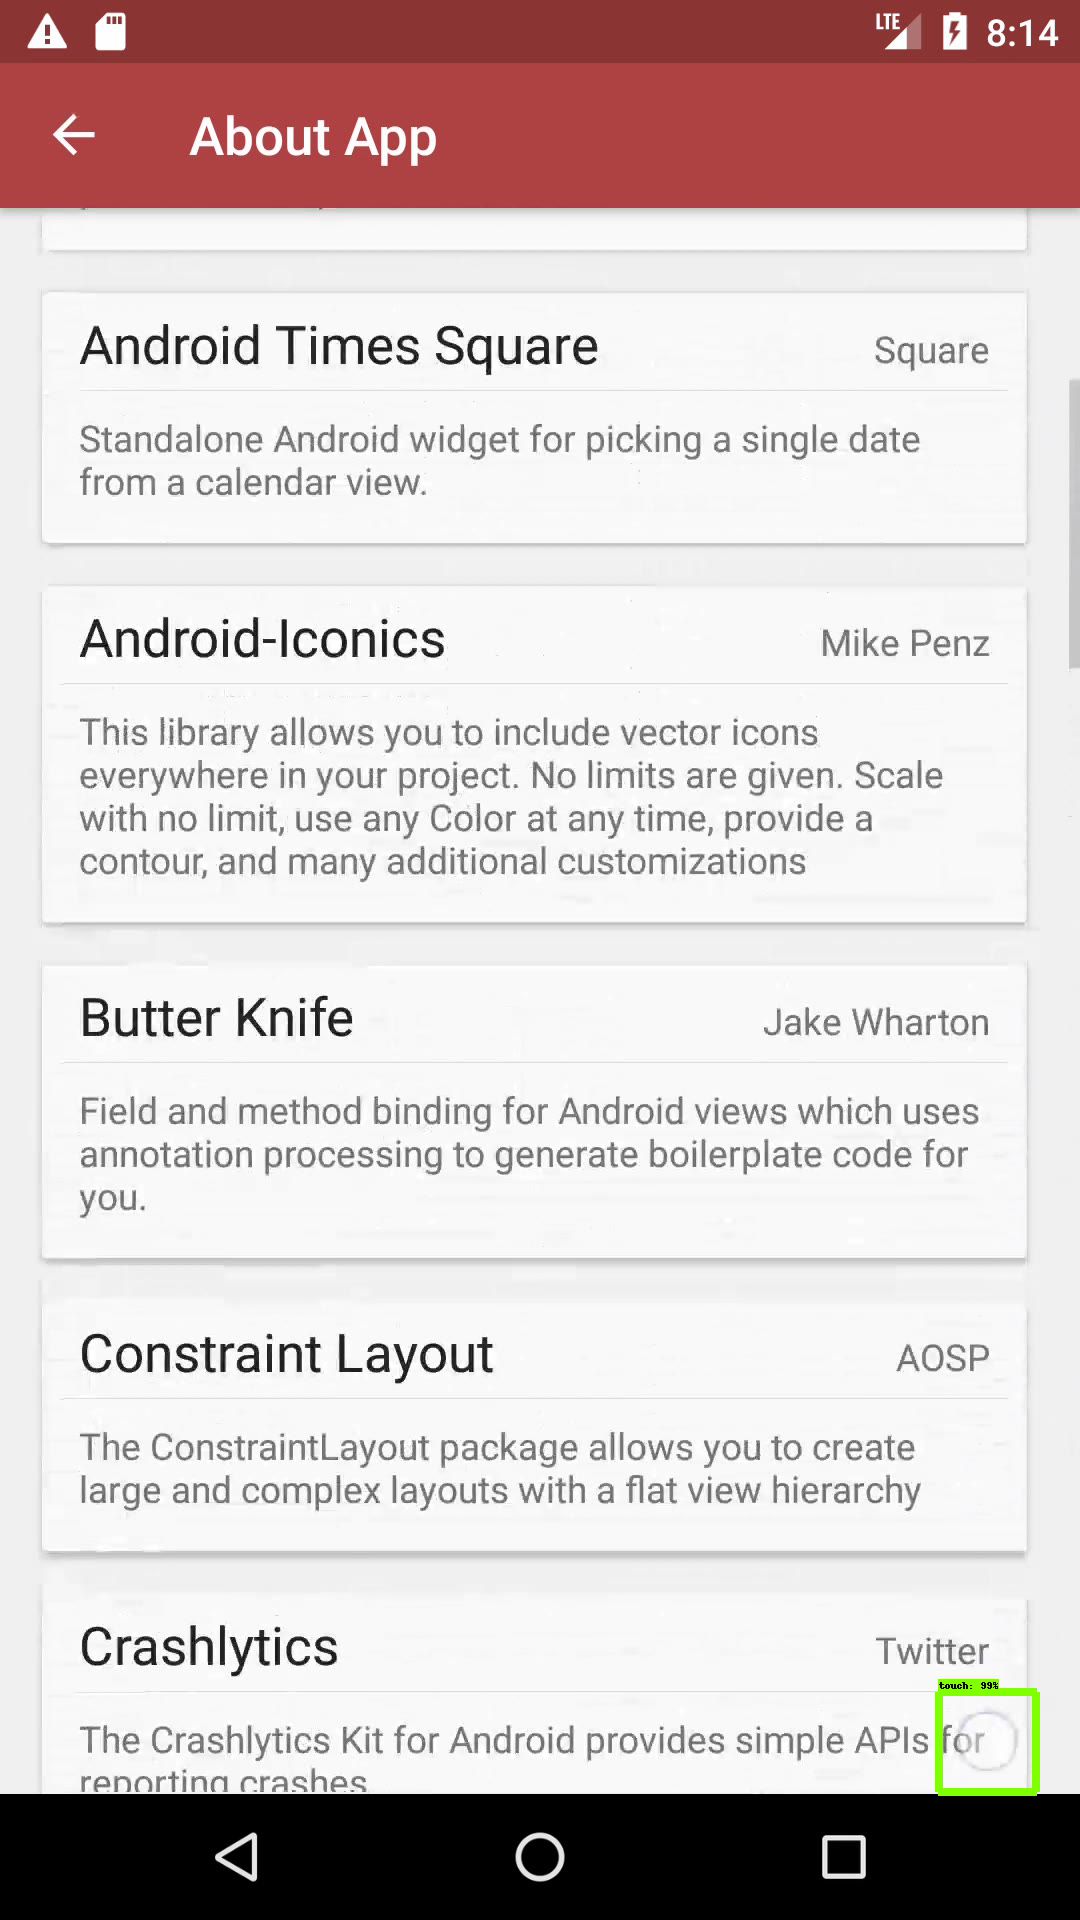 LTE 8:14
About App
Android Times Square Square
Standalone Android widget for picking a single date
from a calendar view.
Android-Iconics Mike Penz
This library allows you to include vector icons
everywhere in your project. No limits are given. Scale
with no limit, use any Color at any time, provide a
contour, and many additional customizations
Butter Knife Jake Wharton
Field and method binding for Android views which uses
annotation processing to generate boilerplate code for
you.
Constraint Layout AOSP
The ConstraintLayout package allows you to create
large and complex layouts with a flat view hierarchy
Crashlytics Twitter
touch: 99%
The Crashlytics Kit for Android provides simple APIs for
reporting crashes